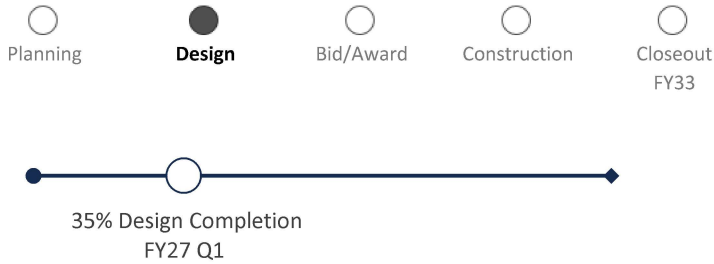 Planning Design Bid/Award Construction Closeout
FY33
35% Design Completion
FY27 Q1